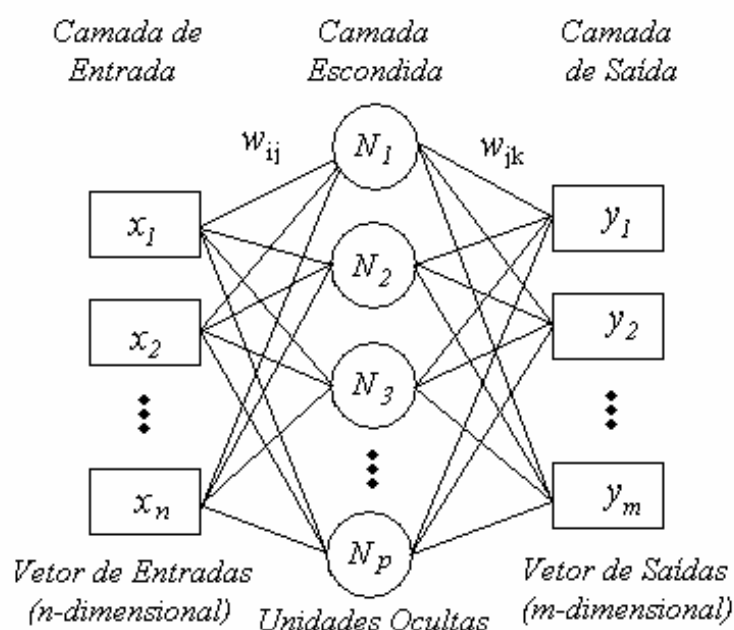 Camada de
Entrada
Camada
Escondida
Camada
de Saída
w_ij
w_jk
x_1
x_2
x_n
N_1
N_2
N_3
N_p
y_1
y_2
y_m
Vetor de Entradas
(n-dimensional)
Unidades Ocultas
Vetor de Saídas
(m-dimensional)